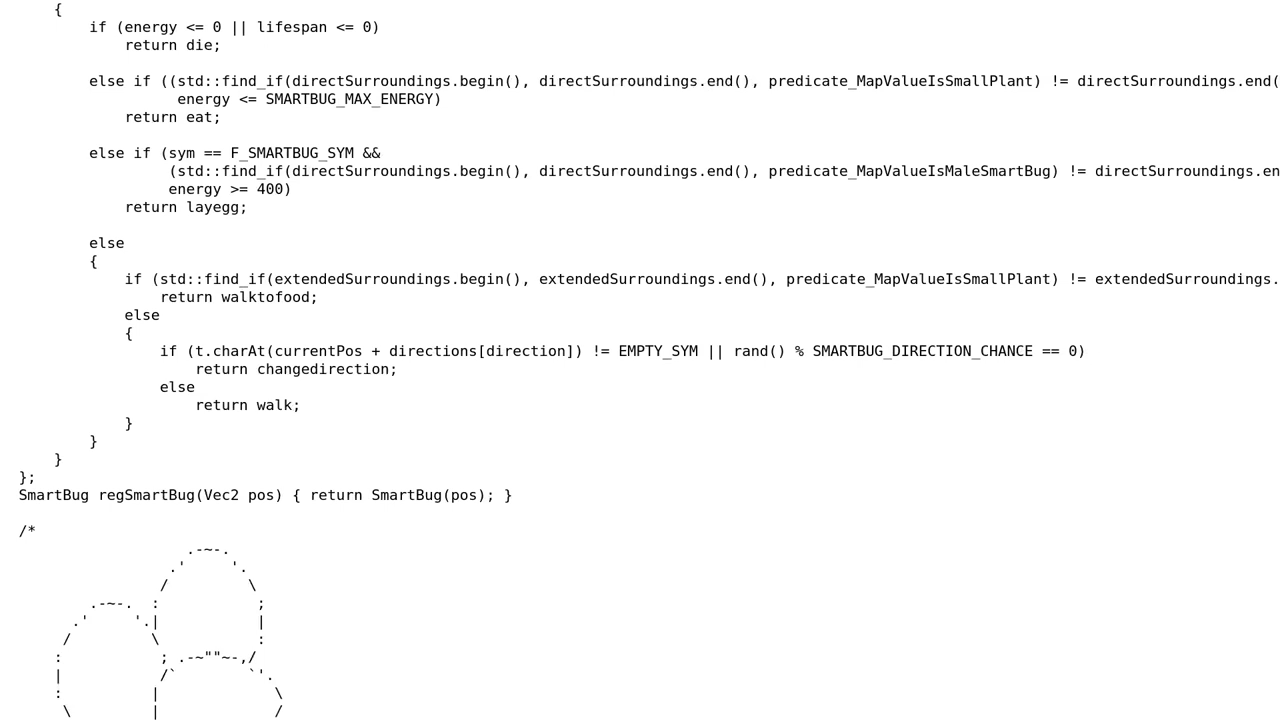 {
        if (energy <= 0 || lifespan <= 0)
            return die;

        else if ((std::find_if(directSurroundings.begin(), directSurroundings.end(), predicate_MapValueIsSmallPlant) != directSurroundings.end(
                  energy <= SMARTBUG_MAX_ENERGY)
            return eat;

        else if (sym == F_SMARTBUG_SYM &&
                 (std::find_if(directSurroundings.begin(), directSurroundings.end(), predicate_MapValueIsMaleSmartBug) != directSurroundings.en
                 energy >= 400)
            return layegg;

        else
        {
            if (std::find_if(extendedSurroundings.begin(), extendedSurroundings.end(), predicate_MapValueIsSmallPlant) != extendedSurroundings.
                return walktofood;
            else
            {
                if (t.charAt(currentPos + directions[direction]) != EMPTY_SYM || rand() % SMARTBUG_DIRECTION_CHANCE == 0)
                    return changedirection;
                else
                    return walk;
            }
        }
    }
};
SmartBug regSmartBug(Vec2 pos) { return SmartBug(pos); }

/*
                   .-~-.
                 .'     '.
                /         \
        .-~-.  :           ;
      .'     '.|           |
     /         \           :
    :           ; .-~""~-,/
    |           /`        `'.
    :          |             \
     \         |             /